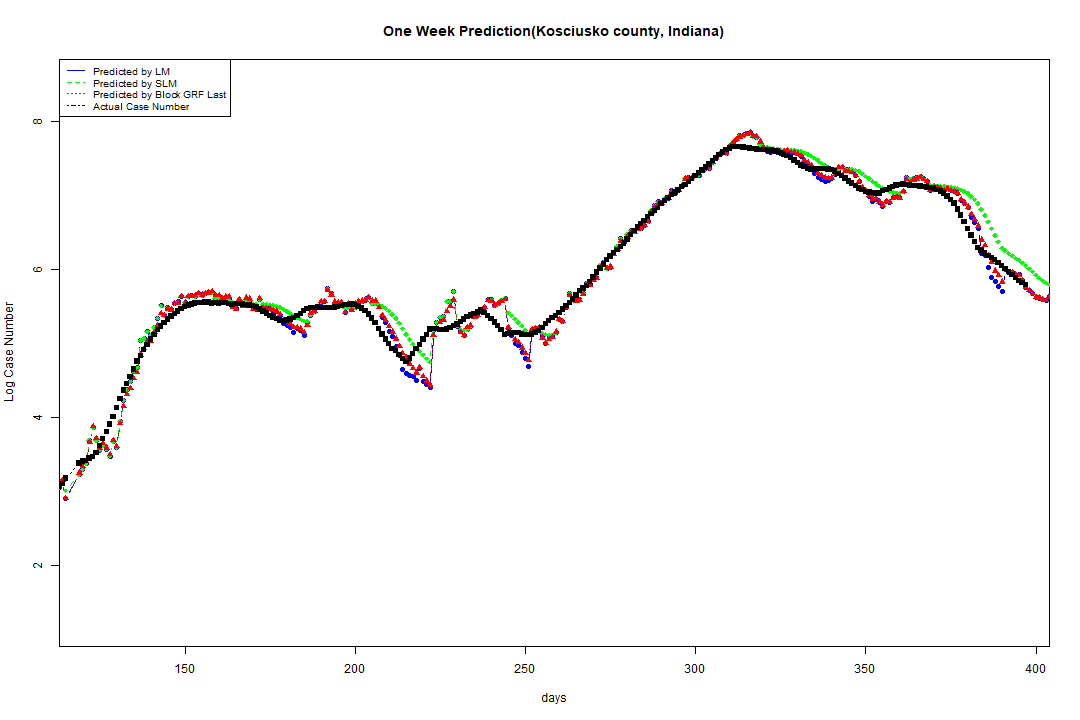 One Week Prediction(Kosciusko county, Indiana)
Predicted by LM
Predicted by SLM
Predicted by Block GRF Last
Actual Case Number
8
6
4
2
Log Case Number
150 200 250 300 350 400
days